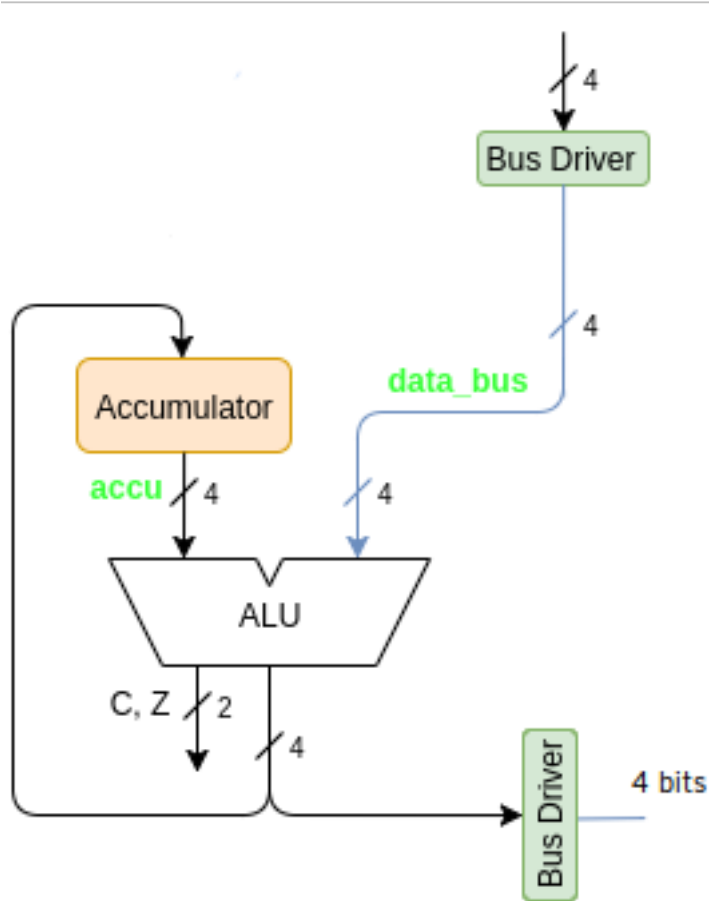 4
Bus Driver
4
data_bus
Accumulator
accu
4
4
ALU
C, Z
2
4
4 bits
Bus Driver